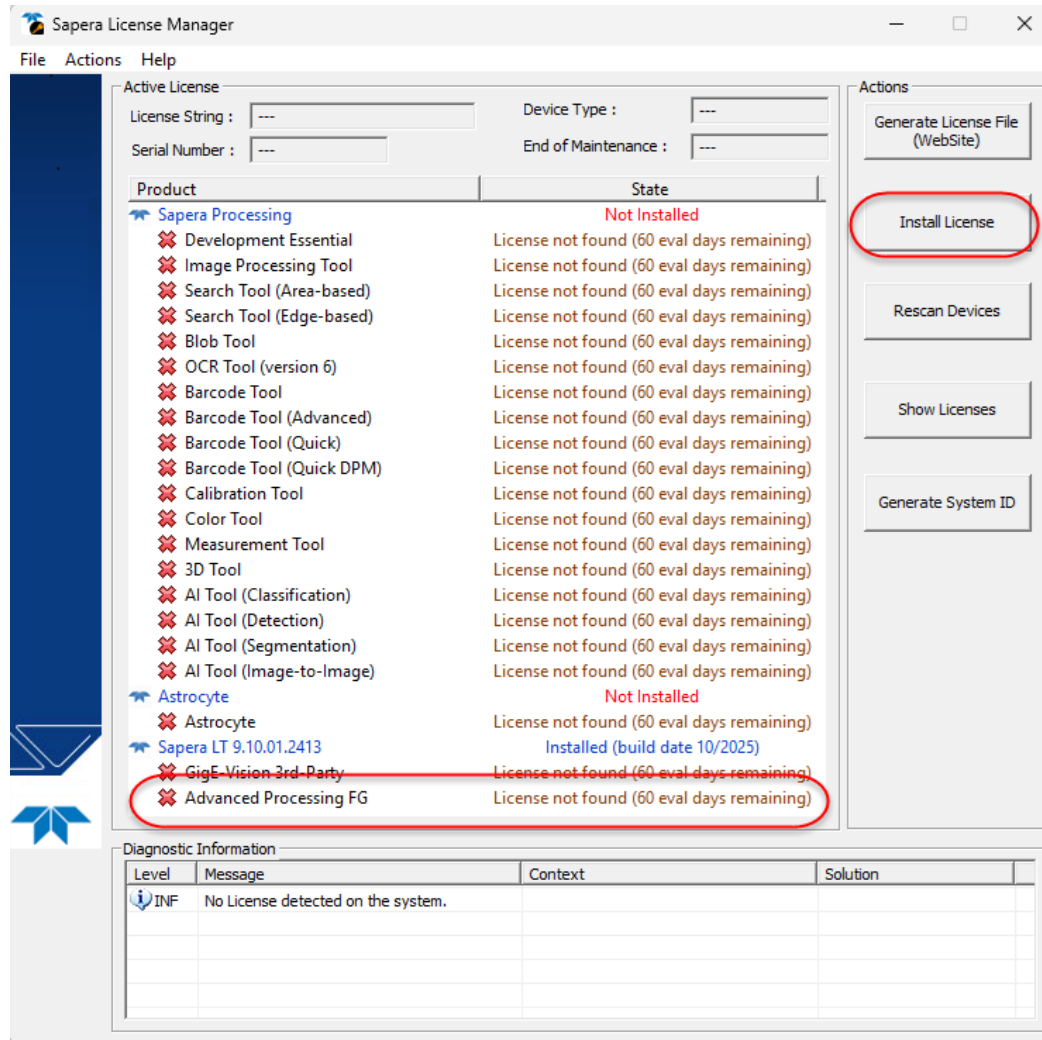 Sapera License Manager
File Actions Help
Active License
License String : ---
Device Type : ---
Serial Number : ---
End of Maintenance : ---
Product State
Sapera Processing Not Installed
Development Essential License not found (60 eval days remaining)
Image Processing Tool License not found (60 eval days remaining)
Search Tool (Area-based) License not found (60 eval days remaining)
Search Tool (Edge-based) License not found (60 eval days remaining)
Blob Tool License not found (60 eval days remaining)
OCR Tool (version 6) License not found (60 eval days remaining)
Barcode Tool License not found (60 eval days remaining)
Barcode Tool (Advanced) License not found (60 eval days remaining)
Barcode Tool (Quick) License not found (60 eval days remaining)
Barcode Tool (Quick DPM) License not found (60 eval days remaining)
Calibration Tool License not found (60 eval days remaining)
Color Tool License not found (60 eval days remaining)
Measurement Tool License not found (60 eval days remaining)
3D Tool License not found (60 eval days remaining)
AI Tool (Classification) License not found (60 eval days remaining)
AI Tool (Detection) License not found (60 eval days remaining)
AI Tool (Segmentation) License not found (60 eval days remaining)
AI Tool (Image-to-Image) License not found (60 eval days remaining)
Astrocyte Not Installed
Astrocyte License not found (60 eval days remaining)
Sapera LT 9.10.01.2413 Installed (build date 10/2025)
GigE-Vision 3rd-Party License not found (60 eval days remaining)
Advanced Processing FG License not found (60 eval days remaining)
Actions
Generate License File
(WebSite)
Install License
Rescan Devices
Show Licenses
Generate System ID
Diagnostic Information
Level Message Context Solution
INF No License detected on the system.